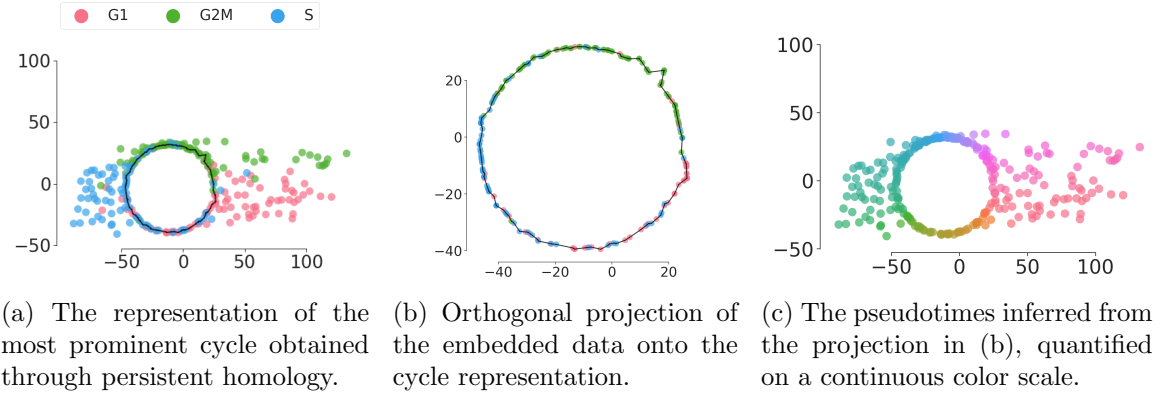 G1 G2M S
100
50
0
−50
−50 0 50 100
20
0
−20
−40
−40 −20 0 20
100
50
0
−50
−50 0 50 100
(a) The representation of the
most prominent cycle obtained
through persistent homology.
(b) Orthogonal projection of
the embedded data onto the
cycle representation.
(c) The pseudotimes inferred from
the projection in (b), quantified
on a continuous color scale.